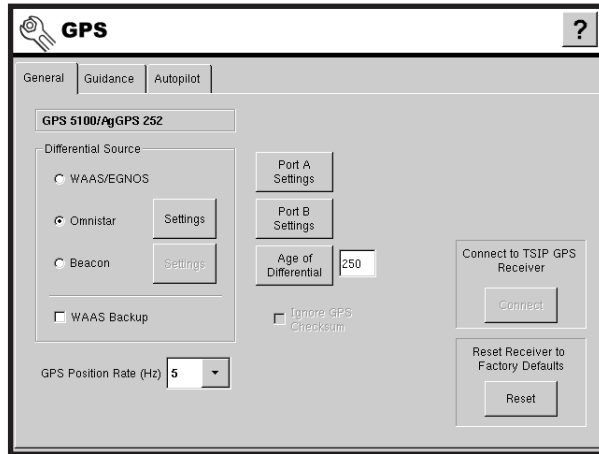 GPS
?
General Guidance Autopilot
GPS 5100/AgGPS 252
Differential Source
WAAS/EGNOS
Omnistar Settings
Beacon Settings
WAAS Backup
GPS Position Rate (Hz) 5
Port A
Settings
Port B
Settings
Age of
Differential 250
Ignore GPS
Checksum
Connect to TSIP GPS
Receiver
Connect
Reset Receiver to
Factory Defaults
Reset